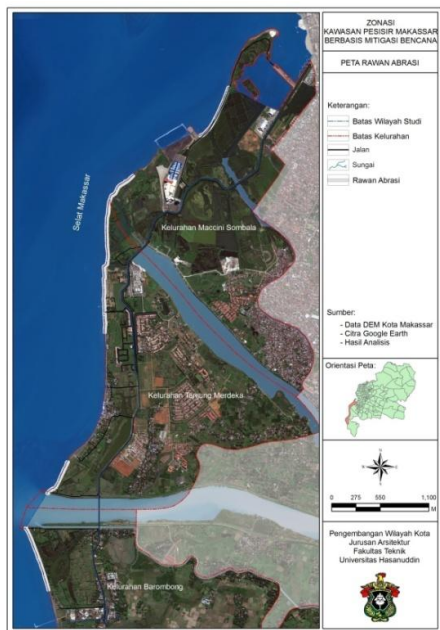 ZONASI
KAWASAN PESISIR MAKASSAR
BERBASIS MITIGASI BENCANA
PETA RAWAN ABRASI
Keterangan:
Batas Wilayah Studi
Batas Kelurahan
Jalan
Sungai
Rawan Abrasi
Selat Makassar
Kelurahan Maccini Sombala
Kelurahan Tanjung Merdeka
Kelurahan Barombong
Sumber:
- Data DEM Kota Makassar
- Citra Google Earth
- Hasil Analisis
Orientasi Peta:
0 275 550 1,100
M
Pengembangan Wilayah Kota
Jurusan Arsitektur
Fakultas Teknik
Universitas Hasanuddin